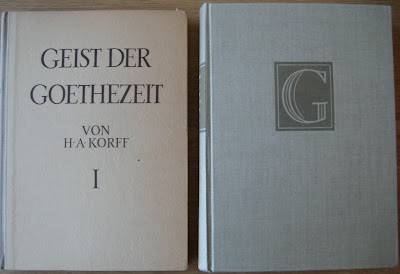 GEIST DER
GOETHEZEIT
VON
H·A·KORFF
I
G